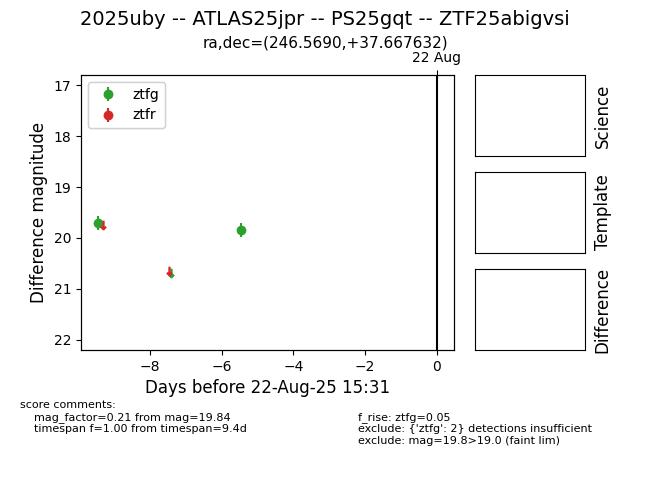 2025uby -- ATLAS25jpr -- PS25gqt -- ZTF25abigvsi
ra,dec=(246.5690,+37.667632)
22 Aug
ztfg
ztfr
17
18
19
20
21
22
Difference magnitude
−8
−6
−4
−2
0
Days before 22-Aug-25 15:31
Science
Template
Difference
score comments:
mag_factor=0.21 from mag=19.84
timespan f=1.00 from timespan=9.4d
f_rise: ztfg=0.05
exclude: {'ztfg': 2} detections insufficient
exclude: mag=19.8>19.0 (faint lim)